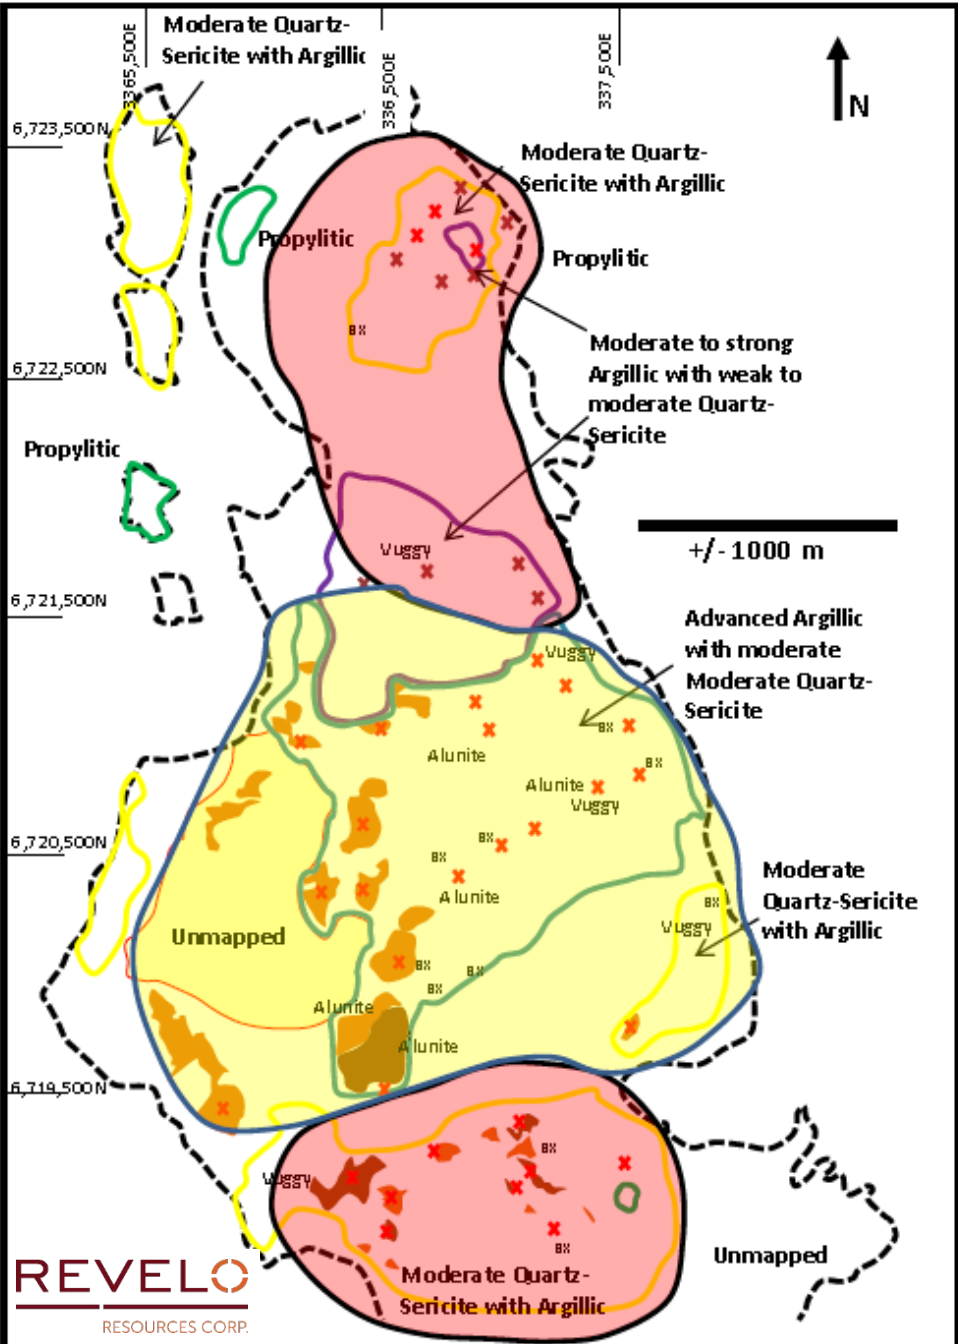 Moderate Quartz-
Sericite with Argillic
3365,500E
336,500E
337,500E
N
6,723,500N
Moderate Quartz-
Sericite with Argillic
Propylitic
Propylitic
BX
Moderate to strong
Argillic with weak to
moderate Quartz-
Sericite
6,722,500N
Propylitic
+/- 1000 m
Vuggy
6,721,500N
Advanced Argillic
with moderate
Moderate Quartz-
Sericite
Vuggy
BX
Alunite
BX
Alunite
Vuggy
BX
6,720,500N
BX
Alunite
Moderate
Quartz-Sericite
with Argillic
BX
Vuggy
Unmapped
BX
BX
BX
Alunite
Alunite
6,719,500N
BX
Vuggy
BX
Unmapped
Moderate Quartz-
Sericite with Argillic
REVELO
RESOURCES CORP.